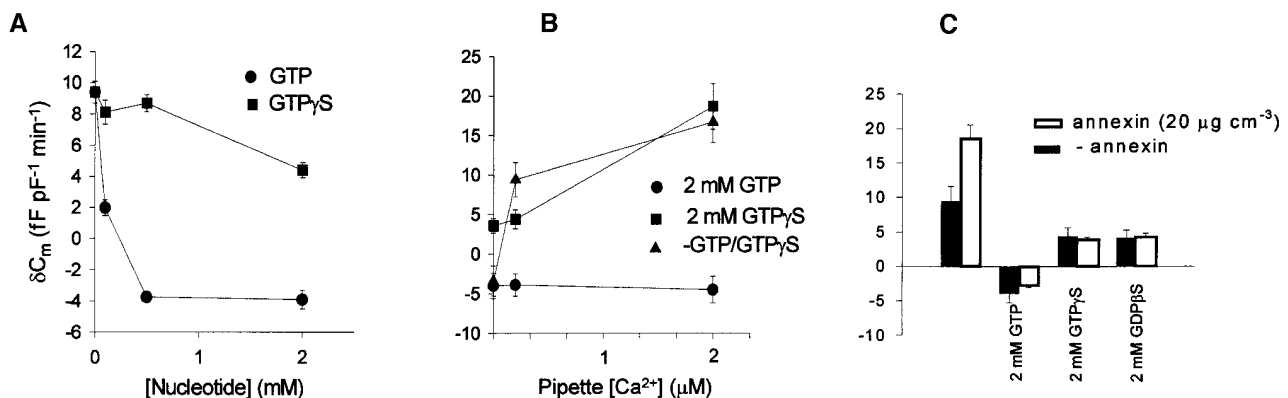 A
B
C
12
10
8
6
4
2
0
-2
-4
-6
0
1
2
δCm (fF pF-1 min-1)
[Nucleotide] (mM)
GTP
GTPγS
25
20
15
10
5
0
-5
-10
1
2
Pipette [Ca2+] (μM)
2 mM GTP
2 mM GTPγS
-GTP/GTPγS
25
20
15
10
5
0
-5
-10
annexin (20 μg cm-3)
- annexin
2 mM GTP
2 mM GTPγS
2 mM GDPβS